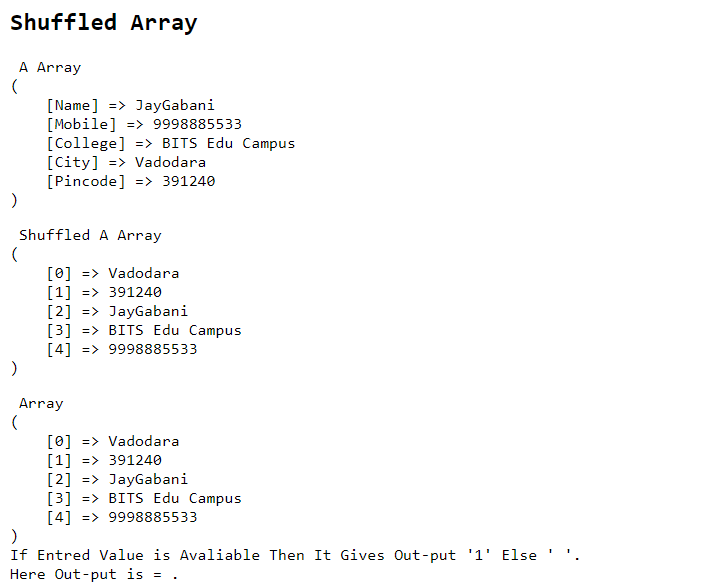 Shuffled Array
A Array
(
[Name] => JayGabani
[Mobile] => 9998885533
[College] => BITS Edu Campus
[City] => Vadodara
[Pincode] => 391240
)
Shuffled A Array
(
[0] => Vadodara
[1] => 391240
[2] => JayGabani
[3] => BITS Edu Campus
[4] => 9998885533
)
Array
(
[0] => Vadodara
[1] => 391240
[2] => JayGabani
[3] => BITS Edu Campus
[4] => 9998885533
)
If Entred Value is Avaliable Then It Gives Out-put '1' Else ' '.
Here Out-put is = .